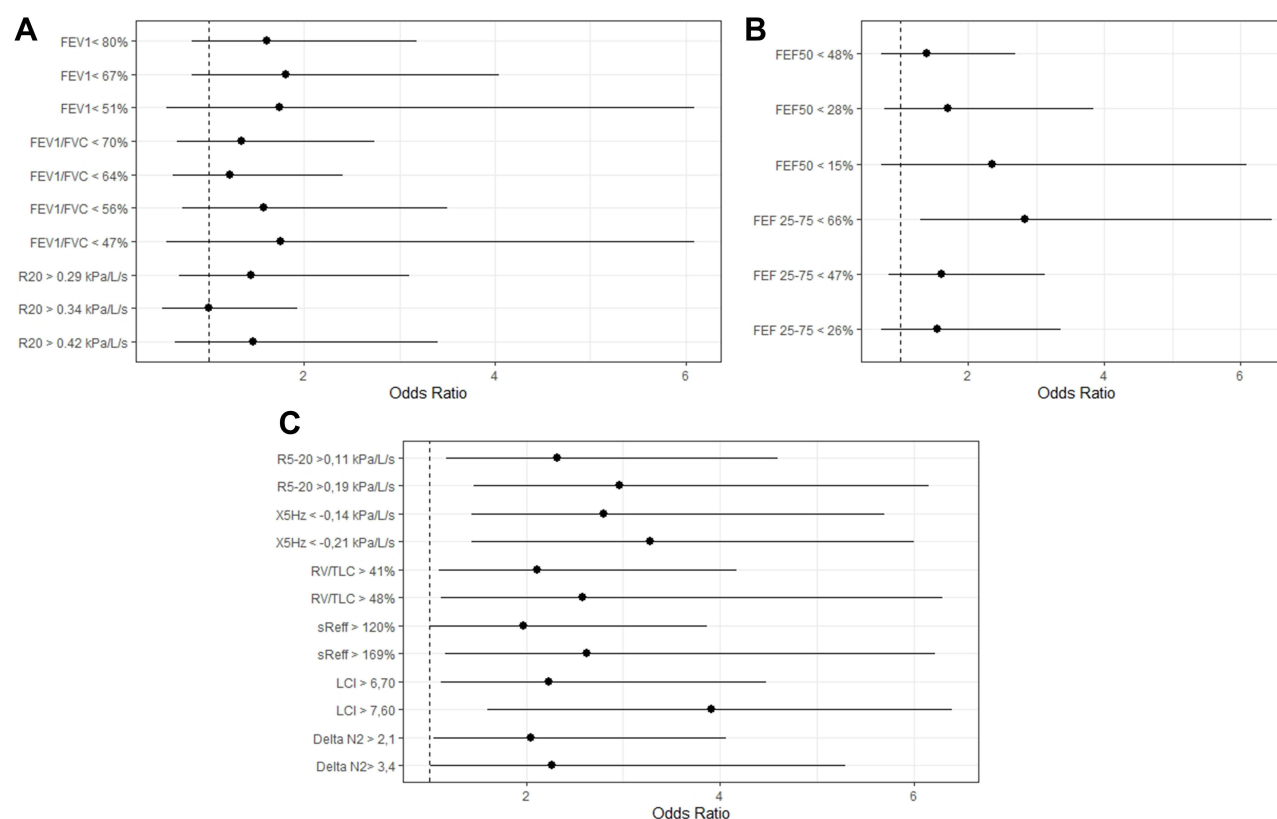 A
FEV1< 80%
FEV1< 67%
FEV1< 51%
FEV1/FVC < 70%
FEV1/FVC < 64%
FEV1/FVC < 56%
FEV1/FVC < 47%
R20 > 0.29 kPa/L/s
R20 > 0.34 kPa/L/s
R20 > 0.42 kPa/L/s
2 4 6
Odds Ratio
B
FEF50 < 48%
FEF50 < 28%
FEF50 < 15%
FEF 25-75 < 66%
FEF 25-75 < 47%
FEF 25-75 < 26%
2 4 6
Odds Ratio
C
R5-20 >0,11 kPa/L/s
R5-20 >0,19 kPa/L/s
X5Hz < -0,14 kPa/L/s
X5Hz < -0,21 kPa/L/s
RV/TLC > 41%
RV/TLC > 48%
sReff > 120%
sReff > 169%
LCI > 6,70
LCI > 7,60
Delta N2 > 2,1
Delta N2> 3,4
2 4 6
Odds Ratio